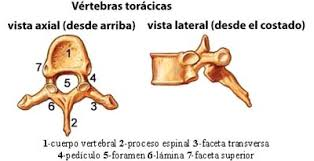 Vértebras torácicas
vista axial (desde arriba) vista lateral (desde el costado)
1
7
4
5
6
3
2
1-cuerpo vertebral 2-proceso espinal 3-faceta transversa
4-pedículo 5-foramen 6-lámina 7-faceta superior